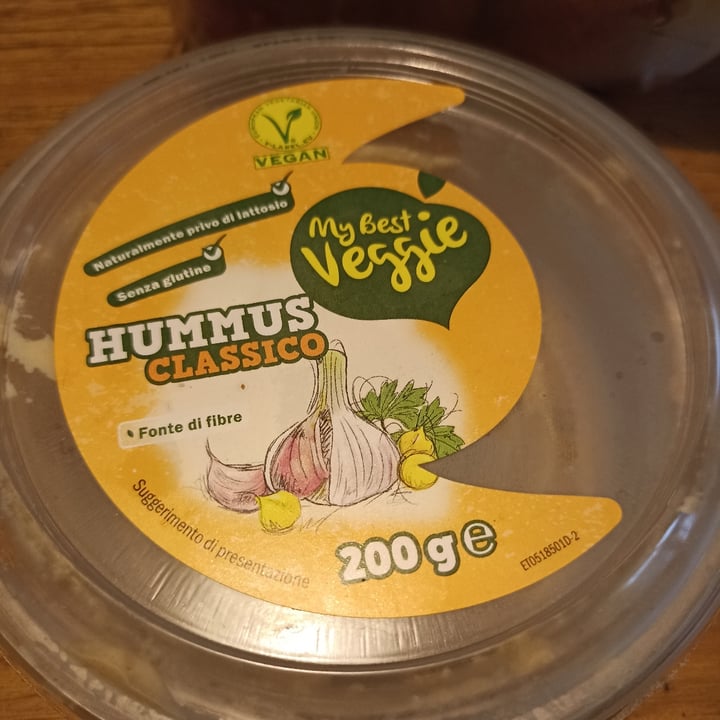 VEGAN
Naturalmente privo di lattosio
Senza glutine
My Best
Veggie
HUMMUS
CLASSICO
Fonte di fibre
Suggerimento di presentazione
200 g e
ET0518501D-2